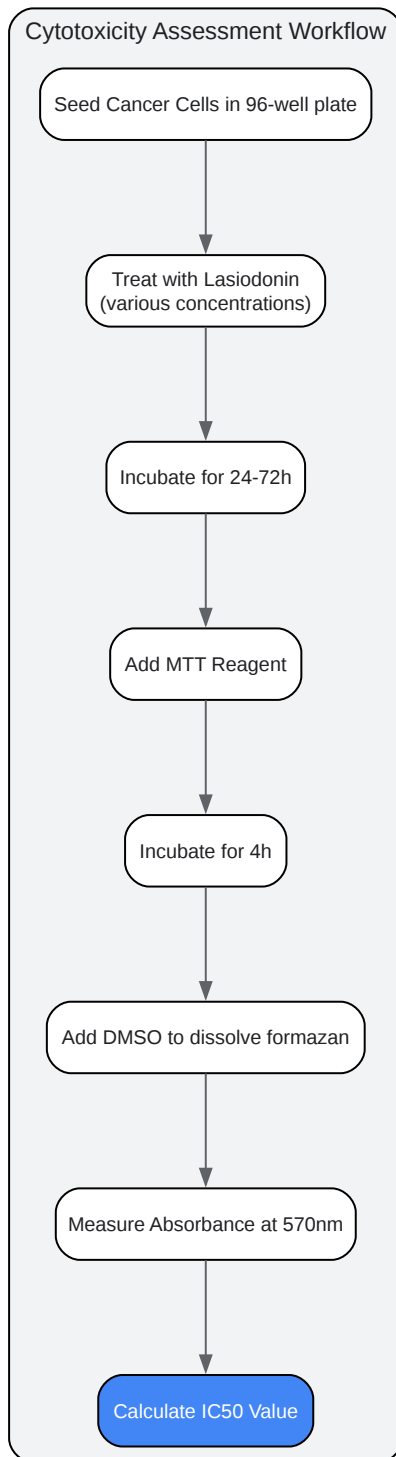 Cytotoxicity Assessment Workflow
Seed Cancer Cells in 96-well plate
Treat with Lasiodonin
(various concentrations)
Incubate for 24-72h
Add MTT Reagent
Incubate for 4h
Add DMSO to dissolve formazan
Measure Absorbance at 570nm
Calculate IC50 Value